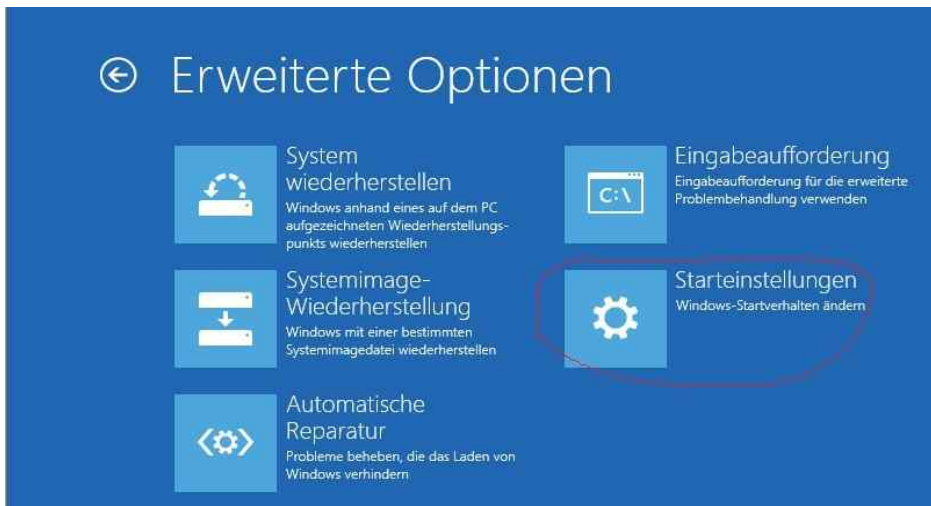 Erweiterte Optionen
System
wiederherstellen
Windows anhand eines auf dem PC
aufgezeichneten Wiederherstellungs-
punkts wiederherstellen
Systemimage-
Wiederherstellung
Windows mit einer bestimmten
Systemimagedatei wiederherstellen
Automatische
Reparatur
Probleme beheben, die das Laden von
Windows verhindern
Eingabeaufforderung
Eingabeaufforderung für die erweiterte
Problembehandlung verwenden
C:\
Starteinstellungen
Windows-Startverhalten ändern